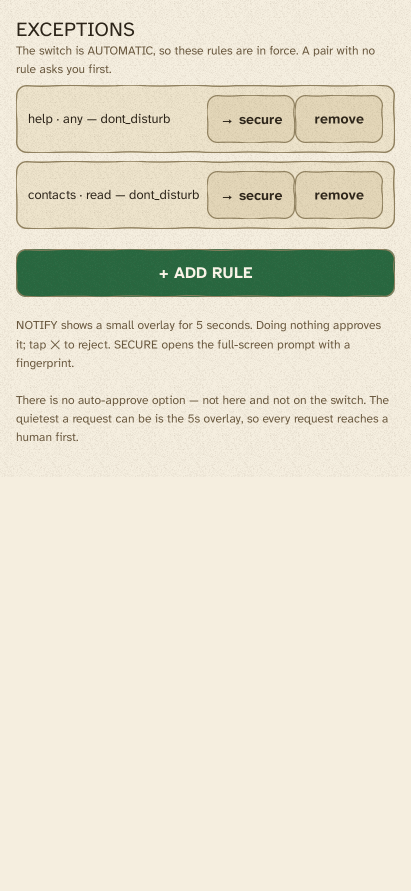 EXCEPTIONS
The switch is AUTOMATIC, so these rules are in force. A pair with no
rule asks you first.
help · any — dont_disturb
→ secure
remove
contacts · read — dont_disturb
→ secure
remove
+ ADD RULE
NOTIFY shows a small overlay for 5 seconds. Doing nothing approves
it; tap ✕ to reject. SECURE opens the full-screen prompt with a
fingerprint.
There is no auto-approve option — not here and not on the switch. The
quietest a request can be is the 5s overlay, so every request reaches a
human first.